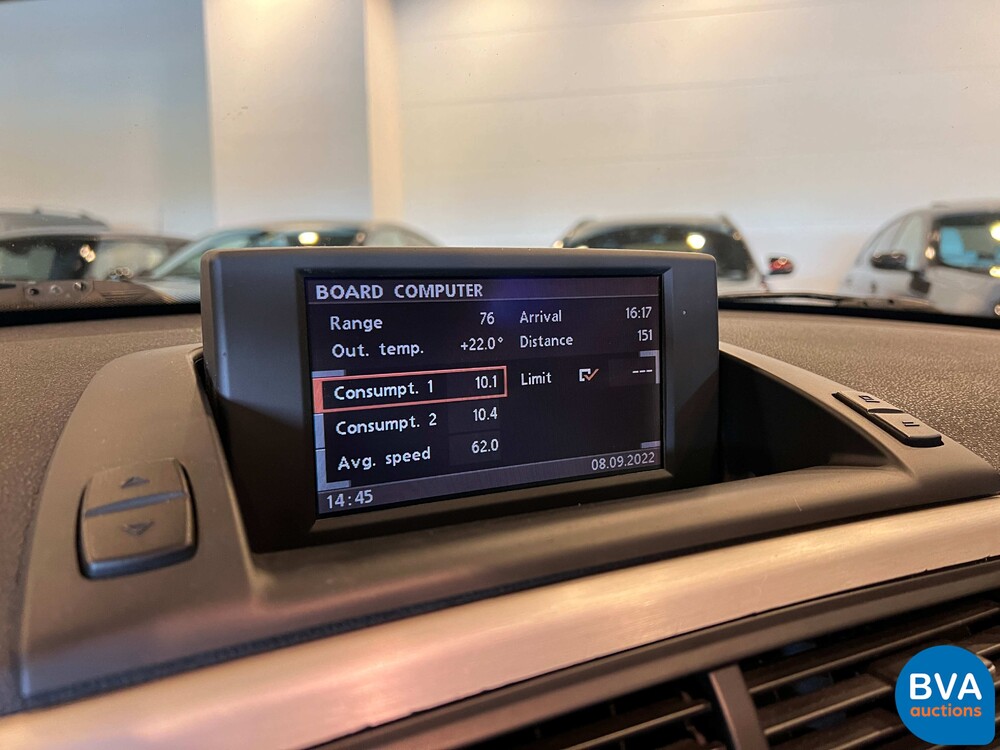 BOARD COMPUTER
Range 76 Arrival 16:17
Out. temp. +22.0° Distance 151
Consumpt. 1 10.1 Limit ---
Consumpt. 2 10.4
Avg. speed 62.0
14:45 08.09.2022
BVA
auctions